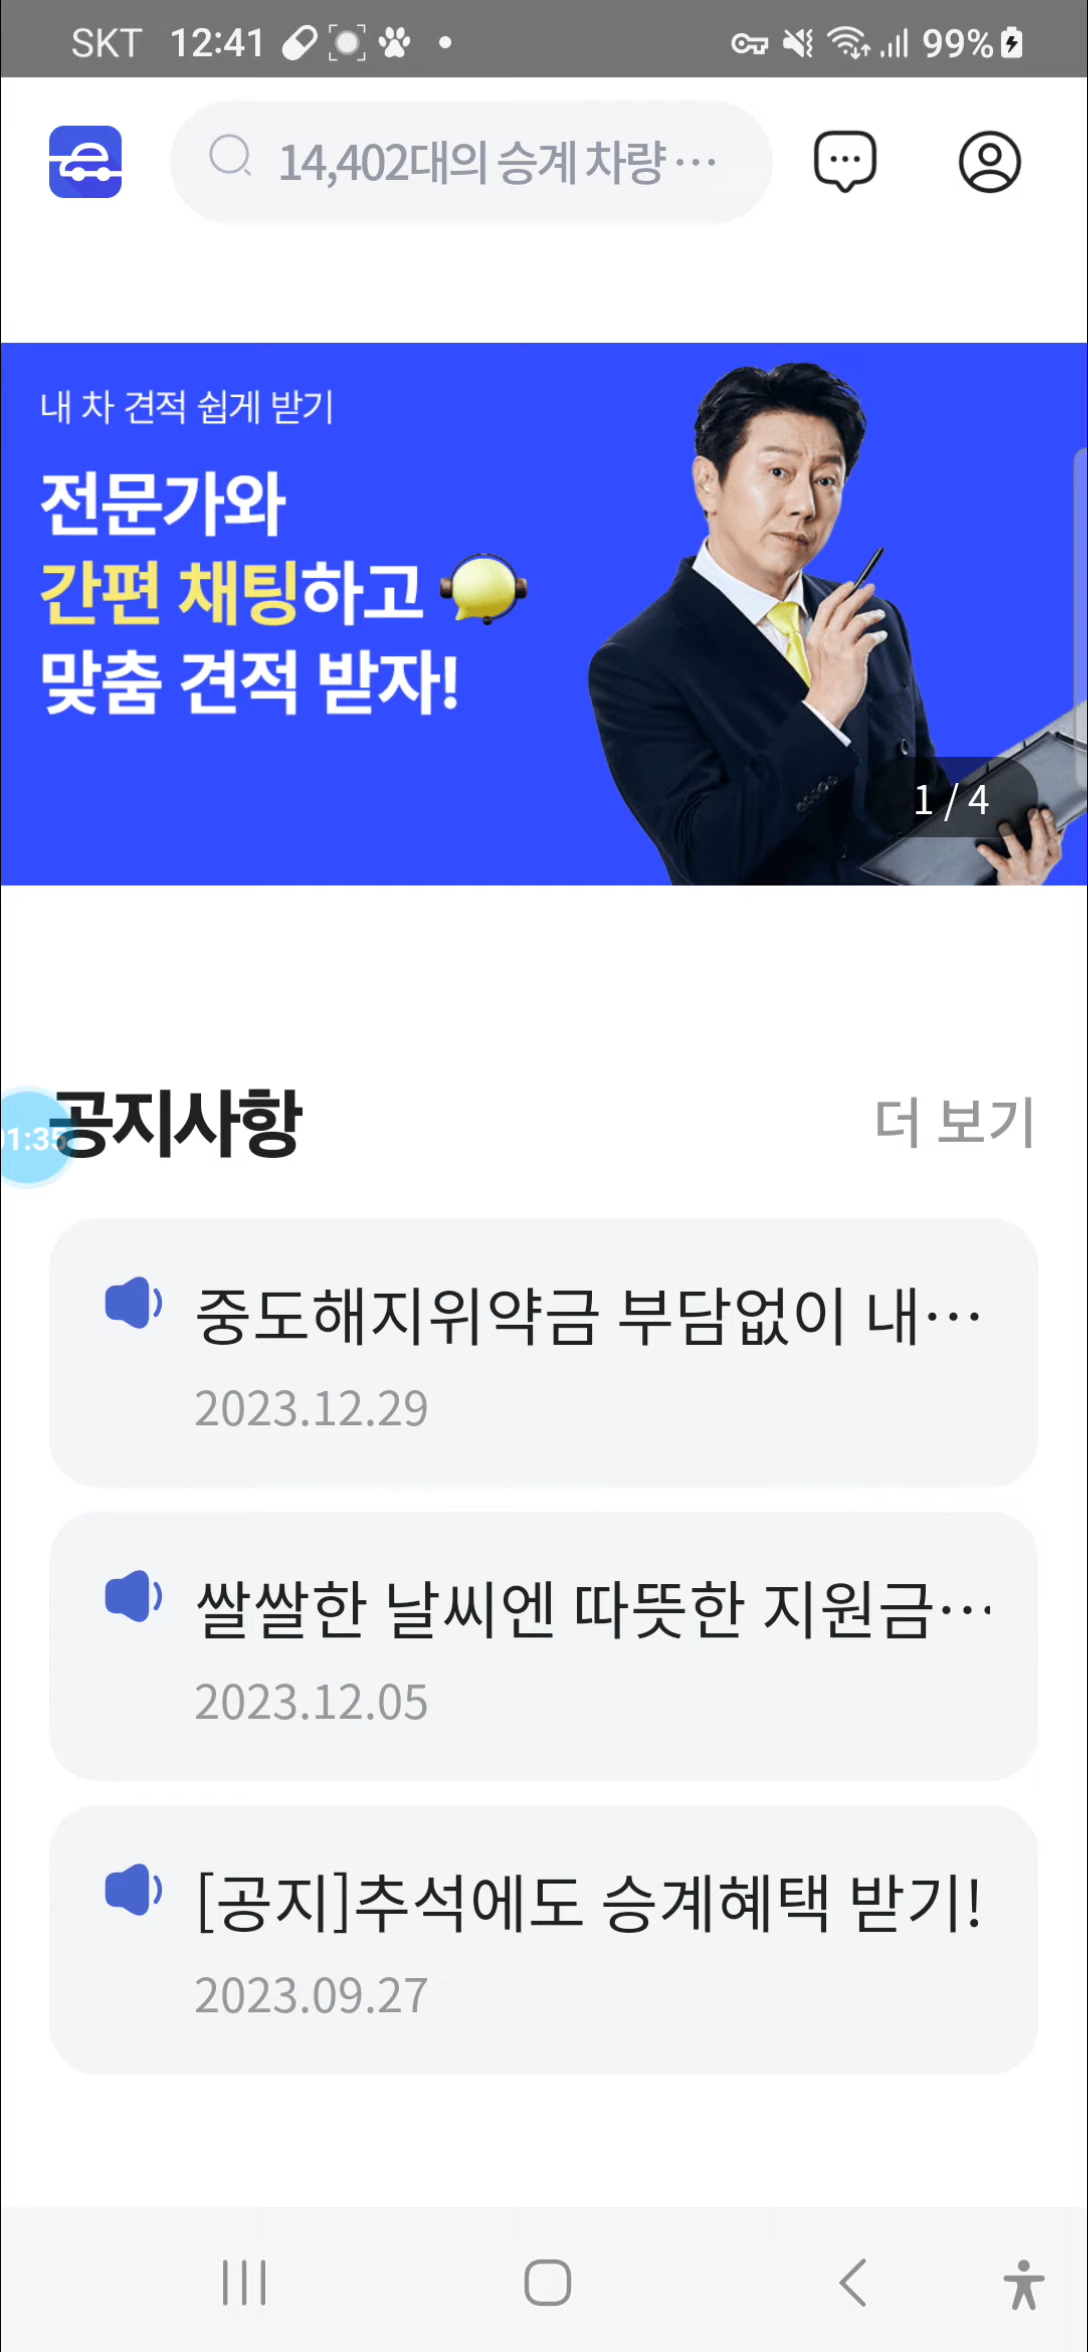 SKT 12:41 99%
14,402대의 승계 차량 ···
내 차 견적 쉽게 받기
전문가와
간편 채팅하고
맞춤 견적 받자!
1 / 4
공지사항 더 보기
01:35
중도해지위약금 부담없이 내···
2023.12.29
쌀쌀한 날씨엔 따뜻한 지원금···
2023.12.05
[공지]추석에도 승계혜택 받기!
2023.09.27